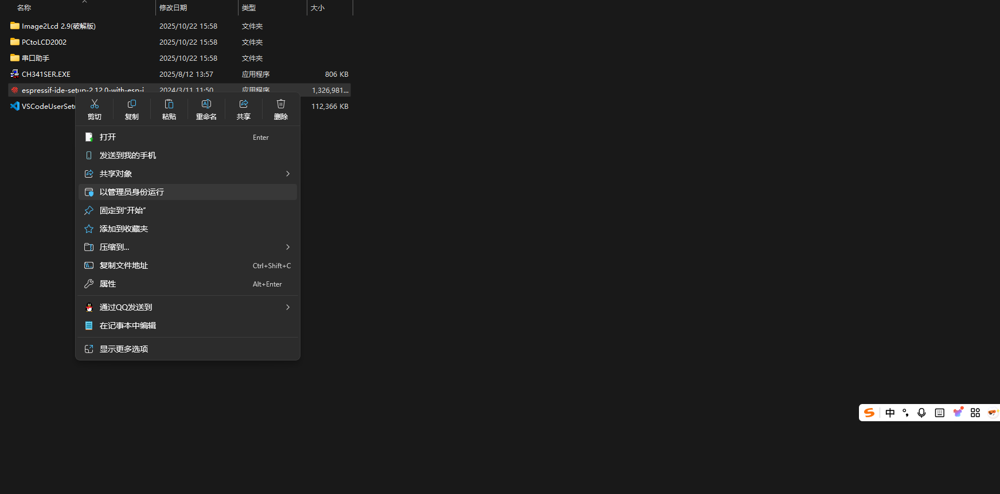 名称 修改日期 类型 大小
Image2Lcd 2.9(破解版) 2025/10/22 15:58 文件夹
PCtoLCD2002 2025/10/22 15:58 文件夹
串口助手 2025/10/22 15:58 文件夹
CH341SER.EXE 2025/8/12 13:57 应用程序 806 KB
espressif-ide-setup-2.12.0-with-esp-i 2024/3/11 11:50 应用程序 1,326,981...
VSCodeUserSetu 112,366 KB
剪切 复制 粘贴 重命名 共享 删除
打开 Enter
发送到我的手机
共享对象
以管理员身份运行
固定到"开始"
添加到收藏夹
压缩到...
复制文件地址 Ctrl+Shift+C
属性 Alt+Enter
通过QQ发送到
在记事本中编辑
显示更多选项
中